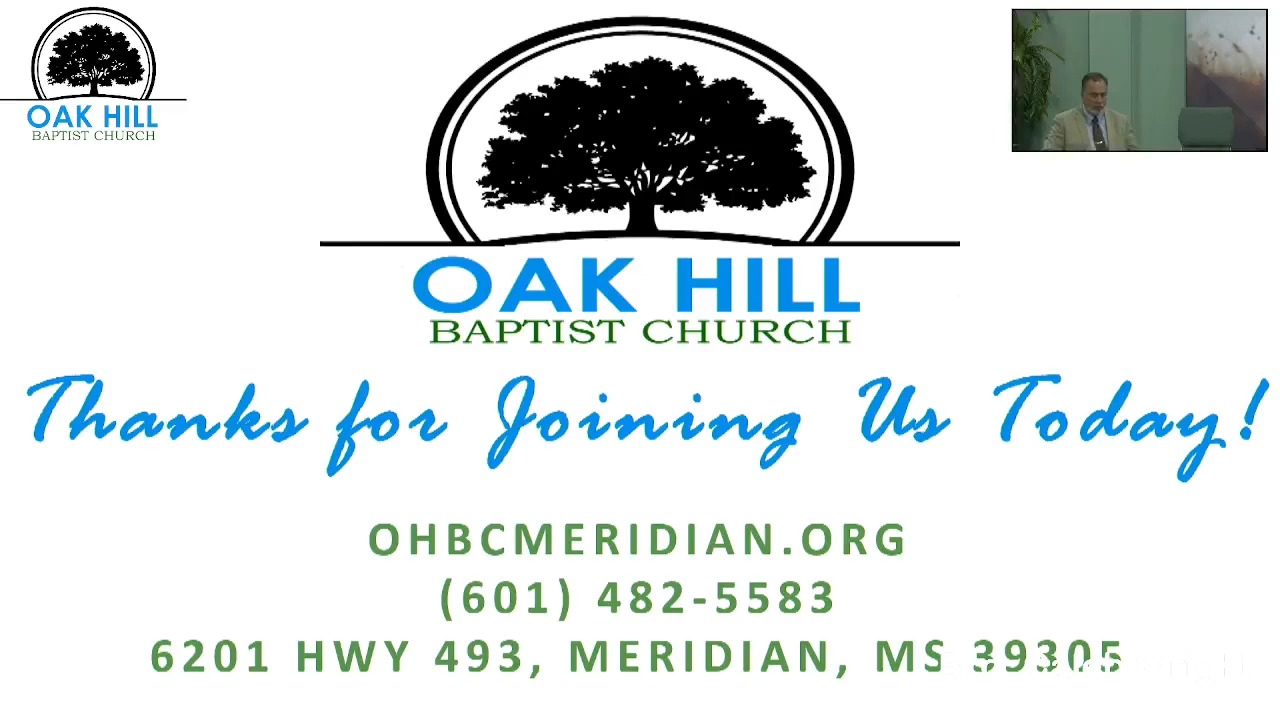 OAK HILL
BAPTIST CHURCH
OAK HILL
BAPTIST CHURCH
Thanks for Joining Us Today!
OHBCMERIDIAN.ORG
(601) 482-5583
6201 HWY 493, MERIDIAN, MS 39305